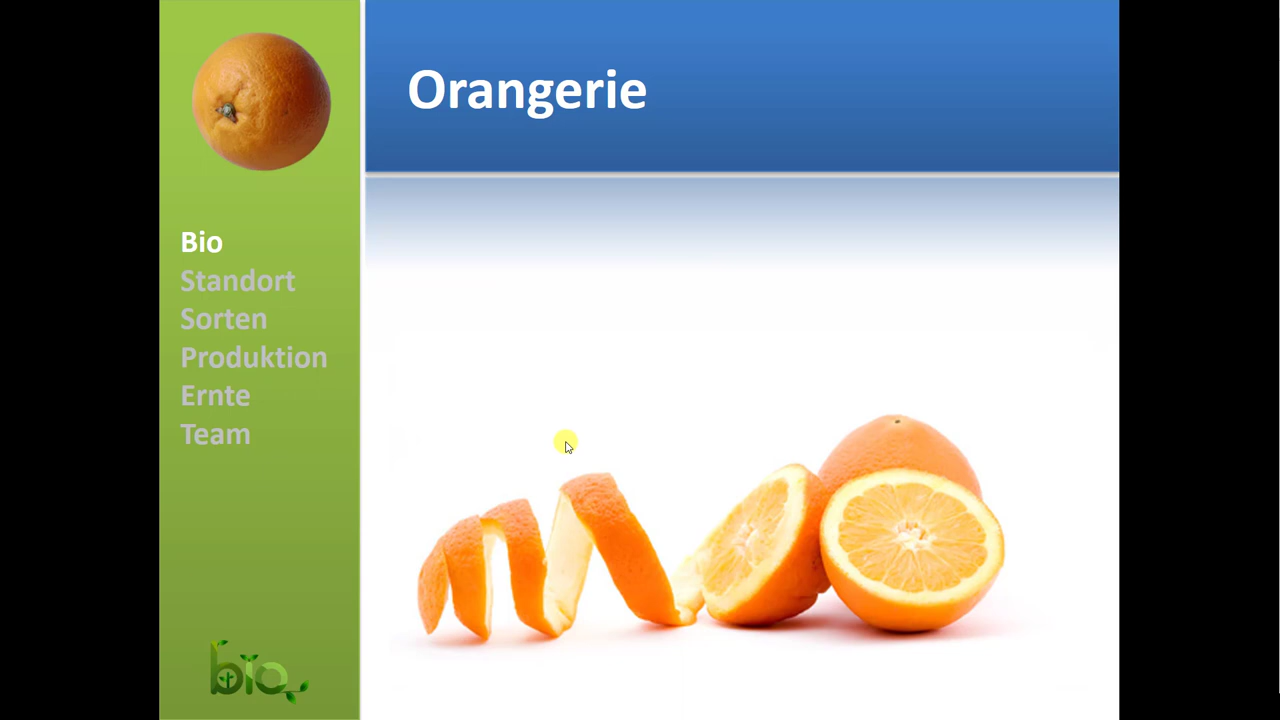 Orangerie
Bio
Standort
Sorten
Produktion
Ernte
Team
bio